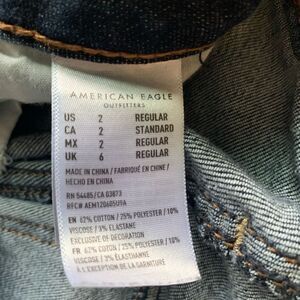 AMERICAN EAGLE
OUTFITTERS
US 2 REGULAR
CA 2 STANDARD
MX 2 REGULAR
UK 6 REGULAR
MADE IN CHINA / FABRIQUÉ EN CHINE /
HECHO EN CHINA
RN 54485/CA 03873
RFC# AEM120605U9A
EN 62% COTTON / 25% POLYESTER / 10%
VISCOSE / 3% ELASTANE
EXCLUSIVE OF DECORATION
FR 62% COTON / 25% POLYESTER / 10%
VISCOSE / 3% ÉLASTHANNE
À L'EXCEPTION DE LA GARNITURE